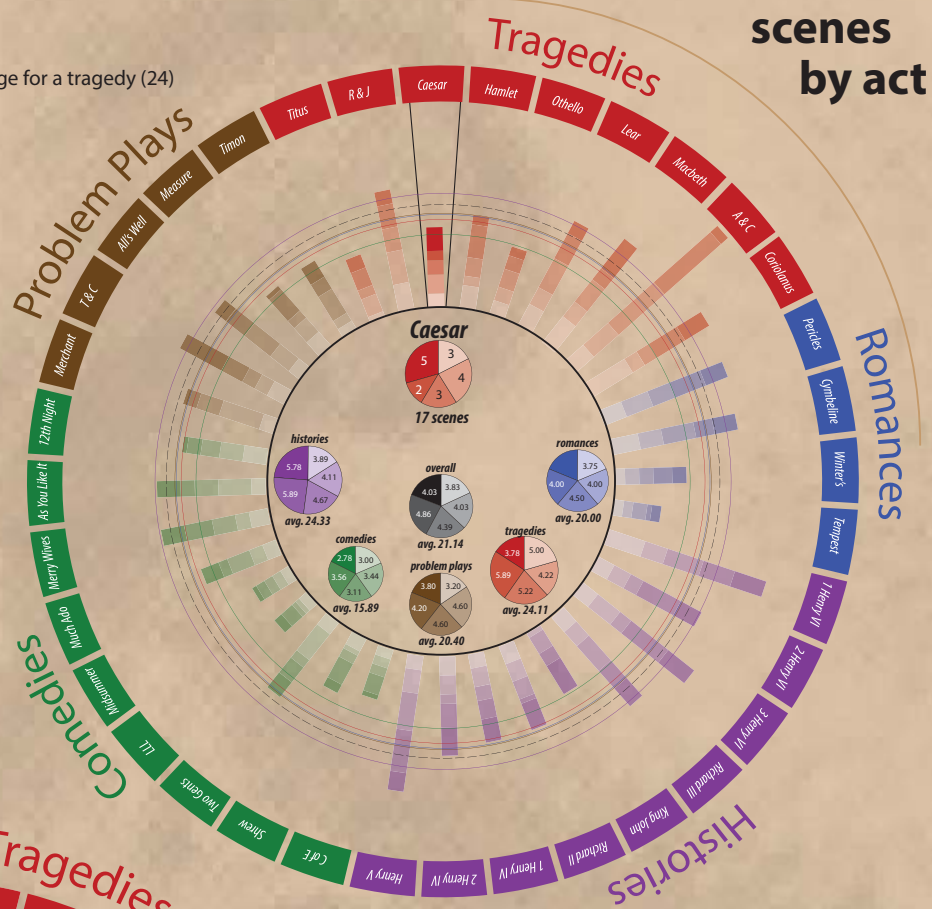 scenes
by act
ge for a tragedy (24)
Tragedies
Caesar
Hamlet
Othello
Lear
Macbeth
A & C
Coriolanus
Romances
Pericles
Cymbeline
Winter's
Tempest
Histories
1 Henry VI
2 Henry VI
3 Henry VI
Richard III
King John
Richard II
1 Henry IV
2 Herny IV
Henry V
Comedies
C of E
Shrew
Two Gents
LLL
Midsummer
Much Ado
Merry Wives
As You Like It
12th Night
Problem Plays
Merchant
T & C
All's Well
Measure
Timon
Titus
R & J
Caesar
5
3
4
3
2
17 scenes
histories
5.78
3.89
4.11
4.67
5.89
avg. 24.33
overall
4.03
3.83
4.03
4.39
4.86
avg. 21.14
romances
3.75
4.00
4.50
4.00
avg. 20.00
comedies
2.78
3.00
3.44
3.11
3.56
avg. 15.89
problem plays
3.80
3.20
4.60
4.60
4.20
avg. 20.40
tragedies
3.78
5.00
4.22
5.22
5.89
avg. 24.11
Tragedies